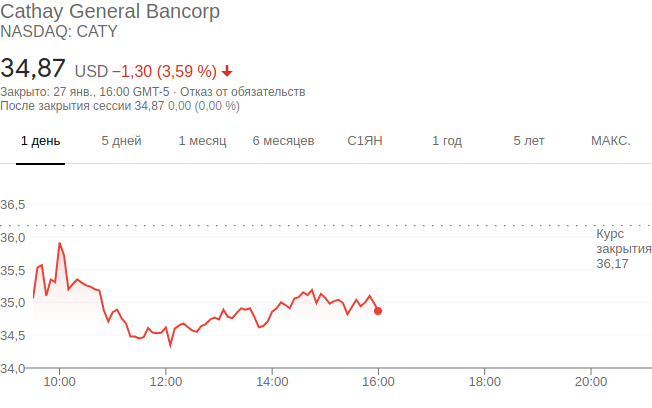 Cathay General Bancorp
NASDAQ: CATY
34,87 USD −1,30 (3,59 %)
Закрыто: 27 янв., 16:00 GMT-5 · Отказ от обязательств
После закрытия сессии 34,87 0,00 (0,00 %)
1 день 5 дней 1 месяц 6 месяцев С1ЯН 1 год 5 лет МАКС.
36,5
36,0
35,5
35,0
34,5
34,0
Курс
закрытия
36,17
10:00 12:00 14:00 16:00 18:00 20:00